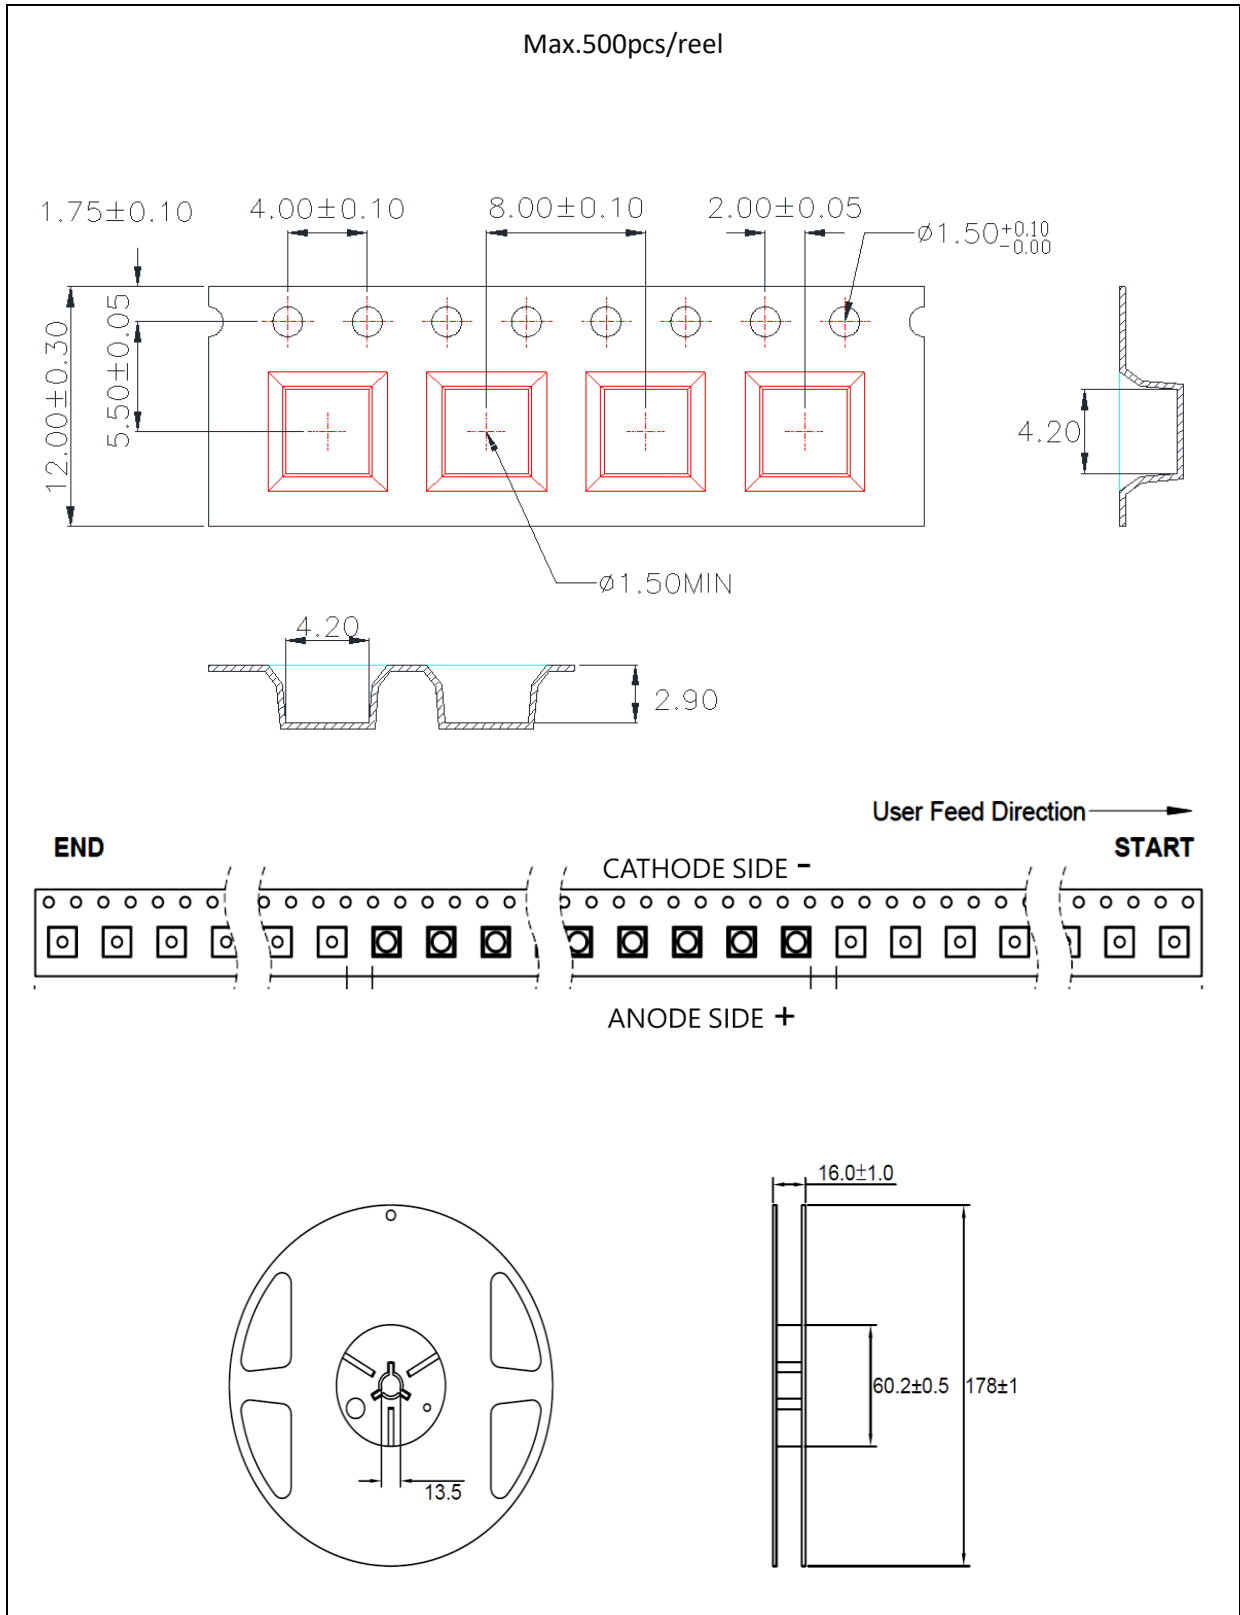 Max.500pcs/reel
1.75±0.10
4.00±0.10
8.00±0.10
2.00±0.05
⌀1.50+0.10 -0.00
12.00±0.30
5.50±0.05
4.20
⌀1.50MIN
4.20
2.90
User Feed Direction
END
START
CATHODE SIDE -
ANODE SIDE +
16.0±1.0
60.2±0.5
178±1
13.5